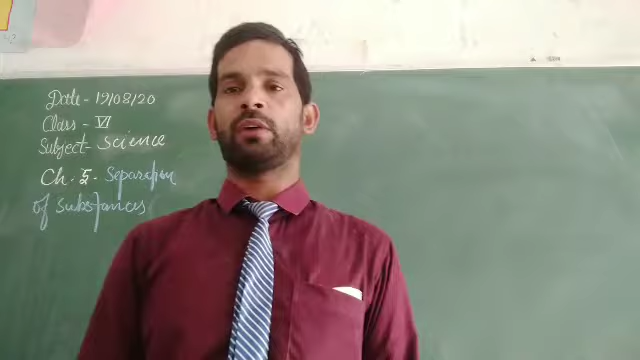 Date - 19/08/20
Class - VI
Subject - Science
Ch. 5. Separation
of Substances